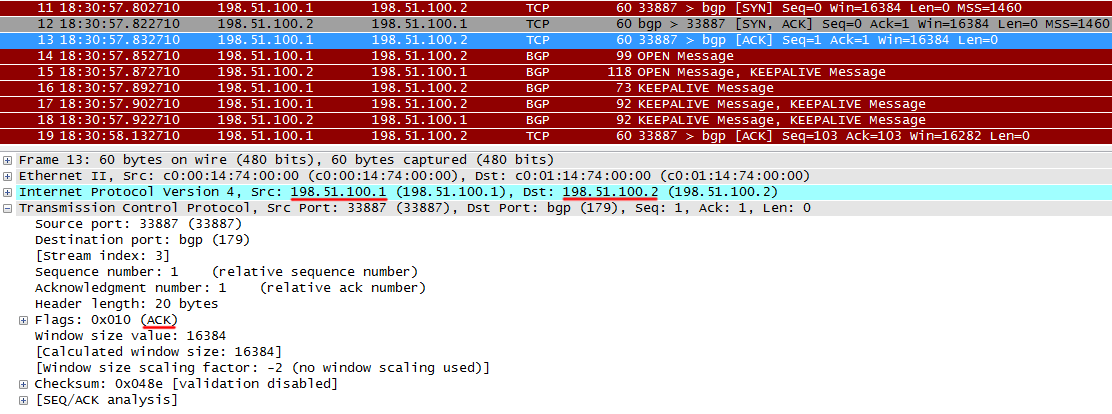 11 18:30:57.802710 198.51.100.1 198.51.100.2 TCP 60 33887 > bgp [SYN] Seq=0 Win=16384 Len=0 MSS=1460
12 18:30:57.822710 198.51.100.2 198.51.100.1 TCP 60 bgp > 33887 [SYN, ACK] Seq=0 Ack=1 Win=16384 Len=0 MSS=1460
13 18:30:57.832710 198.51.100.1 198.51.100.2 TCP 60 33887 > bgp [ACK] Seq=1 Ack=1 Win=16384 Len=0
14 18:30:57.852710 198.51.100.1 198.51.100.2 BGP 99 OPEN Message
15 18:30:57.872710 198.51.100.2 198.51.100.1 BGP 118 OPEN Message, KEEPALIVE Message
16 18:30:57.892710 198.51.100.1 198.51.100.2 BGP 73 KEEPALIVE Message
17 18:30:57.902710 198.51.100.1 198.51.100.2 BGP 92 KEEPALIVE Message, KEEPALIVE Message
18 18:30:57.922710 198.51.100.2 198.51.100.1 BGP 92 KEEPALIVE Message, KEEPALIVE Message
19 18:30:58.132710 198.51.100.1 198.51.100.2 TCP 60 33887 > bgp [ACK] Seq=103 Ack=103 Win=16282 Len=0
Frame 13: 60 bytes on wire (480 bits), 60 bytes captured (480 bits)
Ethernet II, Src: c0:00:14:74:00:00 (c0:00:14:74:00:00), Dst: c0:01:14:74:00:00 (c0:01:14:74:00:00)
Internet Protocol Version 4, Src: 198.51.100.1 (198.51.100.1), Dst: 198.51.100.2 (198.51.100.2)
Transmission Control Protocol, Src Port: 33887 (33887), Dst Port: bgp (179), Seq: 1, Ack: 1, Len: 0
Source port: 33887 (33887)
Destination port: bgp (179)
[Stream index: 3]
Sequence number: 1 (relative sequence number)
Acknowledgment number: 1 (relative ack number)
Header length: 20 bytes
Flags: 0x010 (ACK)
Window size value: 16384
[Calculated window size: 16384]
[Window size scaling factor: -2 (no window scaling used)]
Checksum: 0x048e [validation disabled]
[SEQ/ACK analysis]